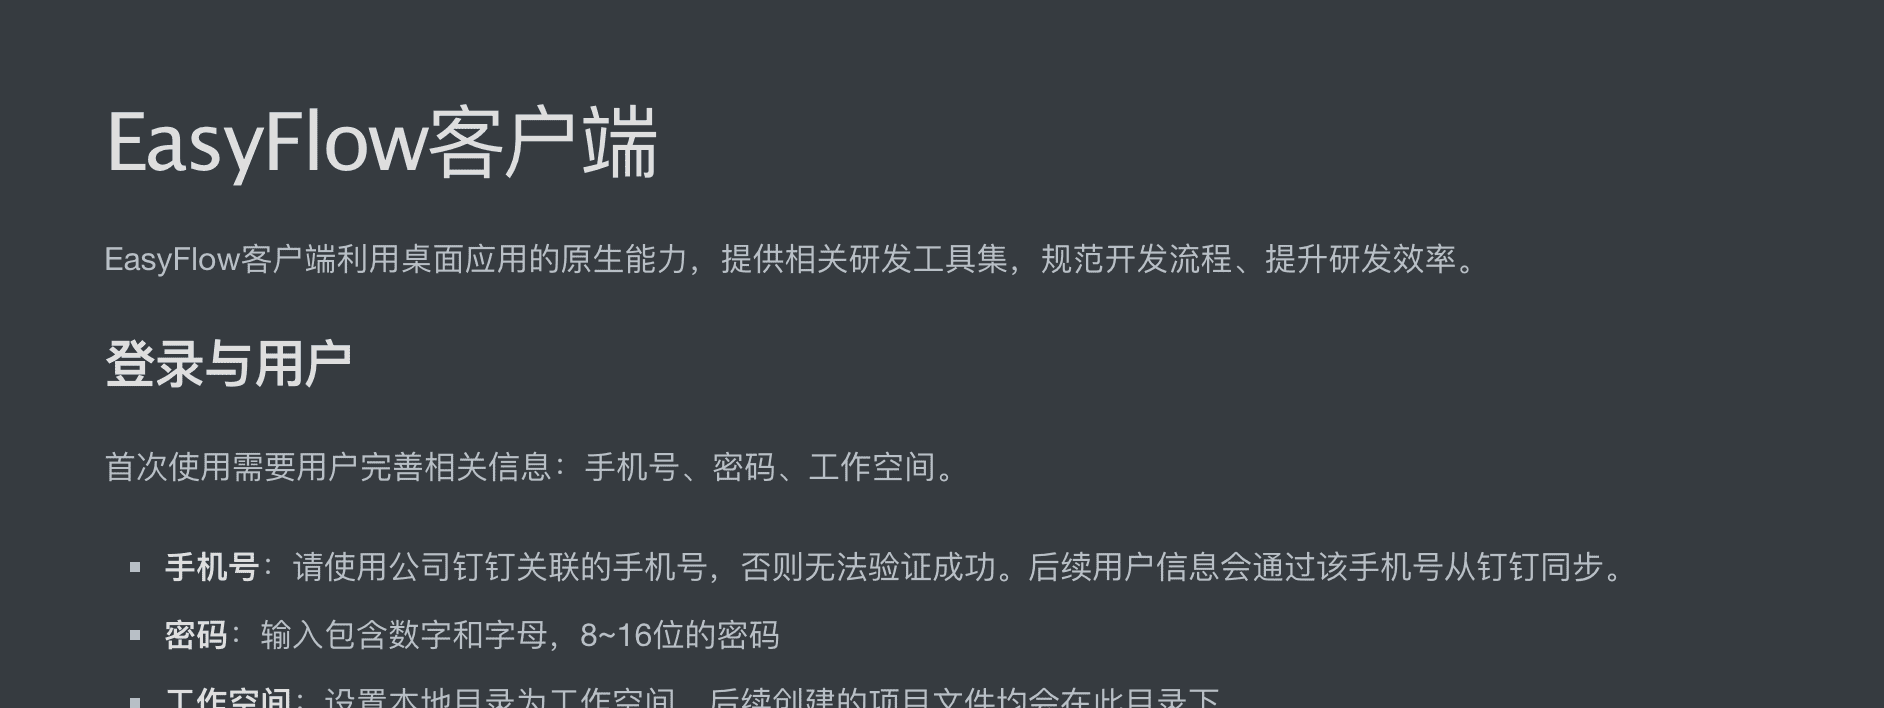 EasyFlow客户端
EasyFlow客户端利用桌面应用的原生能力，提供相关研发工具集，规范开发流程、提升研发效率。
登录与用户
首次使用需要用户完善相关信息：手机号、密码、工作空间。
手机号：请使用公司钉钉关联的手机号，否则无法验证成功。后续用户信息会通过该手机号从钉钉同步。
密码：输入包含数字和字母，8~16位的密码
工作空间：设置本地目录为工作空间，后续创建的项目文件均会在此目录下